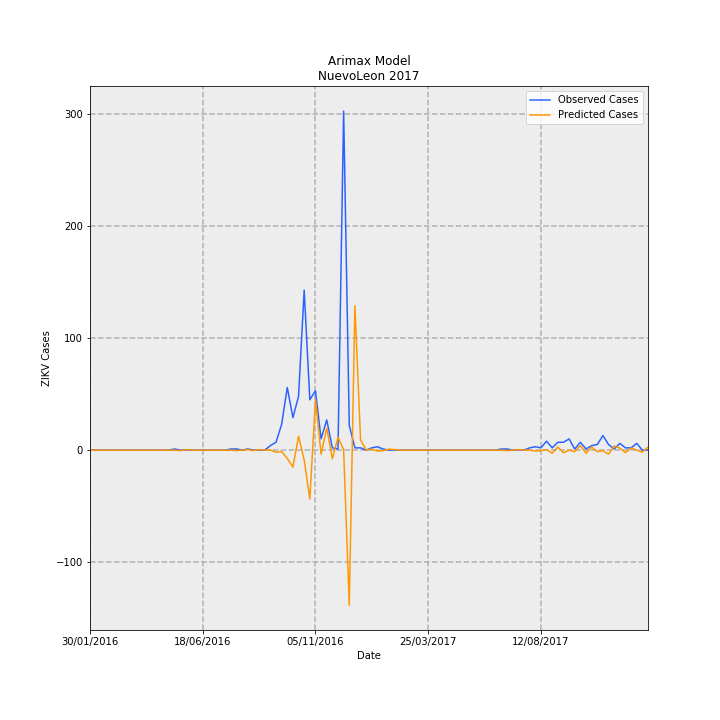 Arimax Model
NuevoLeon 2017
Observed Cases
Predicted Cases
300
200
100
0
−100
ZIKV Cases
30/01/2016
18/06/2016
05/11/2016
25/03/2017
12/08/2017
Date